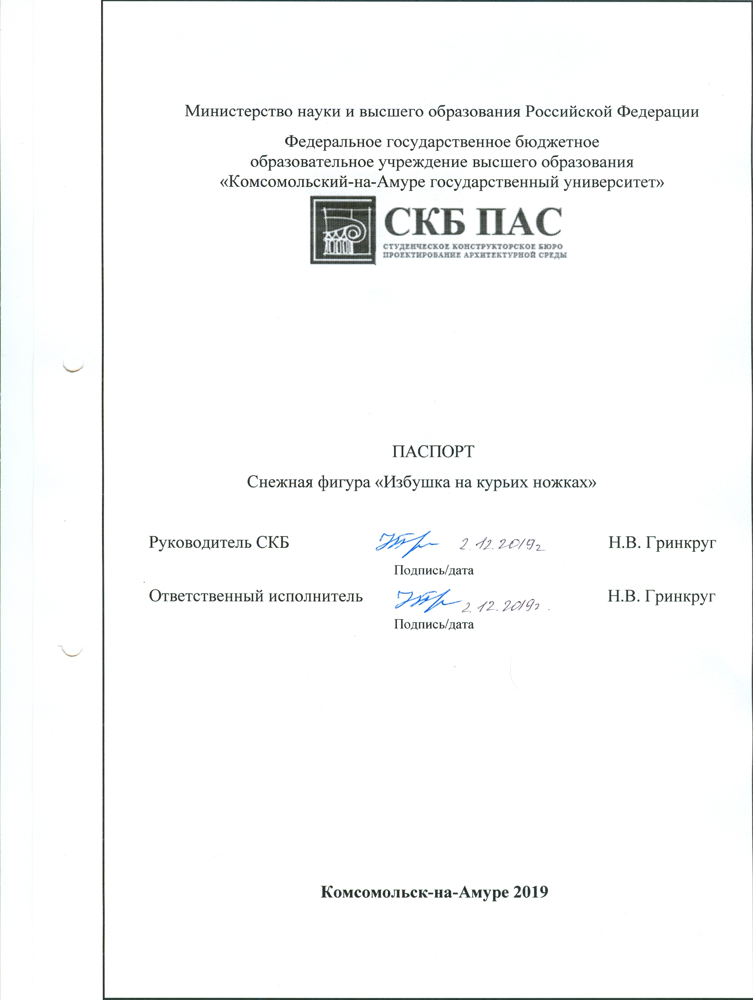 Министерство науки и высшего образования Российской Федерации
Федеральное государственное бюджетное
образовательное учреждение высшего образования
«Комсомольский-на-Амуре государственный университет»
СКБ ПАС
СТУДЕНЧЕСКОЕ КОНСТРУКТОРСКОЕ БЮРО
ПРОЕКТИРОВАНИЕ АРХИТЕКТУРНОЙ СРЕДЫ
ПАСПОРТ
Снежная фигура «Избушка на курьих ножках»
Руководитель СКБ 2.12.2019г Н.В. Гринкруг
Подпись/дата
Ответственный исполнитель 2.12.2019г. Н.В. Гринкруг
Подпись/дата
Комсомольск-на-Амуре 2019